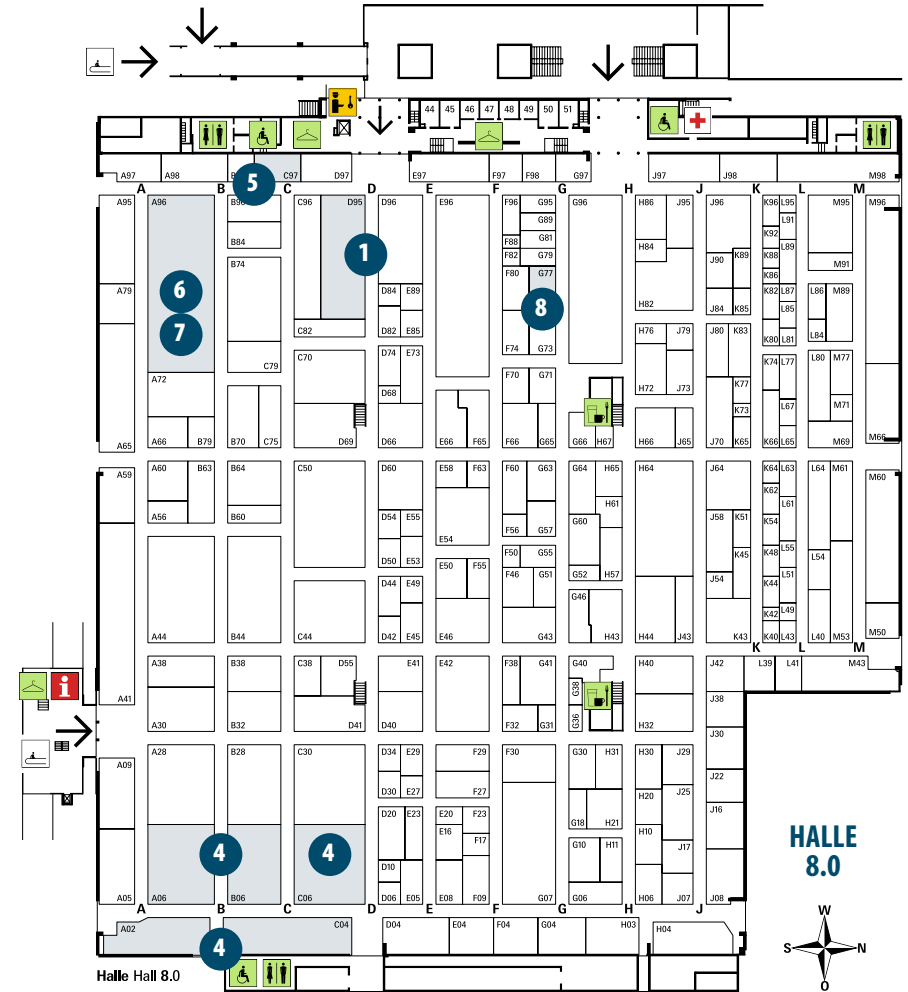 44 45 46 47 48 49 50 51
A97 A98 C97 D97 E97 F97 F98 G97 J97 J98 M98
5
A B C D E F G H J K L M
A95 A96 B96 C96 D95 D96 E96 F96 G95 G96 H86 J95 J96 K96 L95 M95 M96
G89 L91
B84 F88 G81 H84 K92 L89
1
B74 F82 G79 J90 K89 K88 M91
6 F80 G77 K86
A79 D84 E89 8 H82 J84 K85 K82 L87 L86 M89
7 L85
C82 D82 E85 H76 J79 J80 K83 K80 L81 L84
C79 C70 D74 E73 F74 G73 K74 L77 L80 M77
A72 D68 F70 G71 H72 J73 K77
K73 L67 M71
A65 A66 B79 B70 C75 D69 D66 E66 F65 F66 G65 G66 H67 H66 J65 J70 K65 K66 L65 M69 M66
A59 A60 B63 B64 C50 D60 E58 F63 F60 G63 G64 H65 H64 J64 K64 L63 L64 M61 M60
K62
A56 B60 D54 E55 F56 G57 G60 H61 J58 K51 K54 L61
D50 E53 E54 F50 G55 K45 K48 L55 L54
E50 F55 F46 G51 G52 H57 J54 K44 L51
D44 E49 G46
K42 L49
A44 B44 C44 D42 E45 E46 G43 H43 H44 J43 K43 K40 L43 L40 M53 M50
K L M
A38 B38 C38 D55 E41 E42 F38 G41 G40 H40 J42 L39 L41 M43
A41 G38 J38
A30 B32 D41 D40 F32 G31 G36 H32 J30
A09 A28 B28 C30 D34 E29 F29 F30 G30 H31 H30 J29
D30 E27 F27 H20 J25 J22
D20 E23 E20 F23 G18 H21 J16
4 4 E16 F17 H10
D10 G10 H11 J17
A05 A06 B06 C06 D06 E05 E08 F09 G07 G06 H06 J07 J08
HALLE
8.0
A B C D E F G H J
A02 C04 D04 E04 F04 G04 H03 H04
4
W
S N
O
Halle Hall 8.0